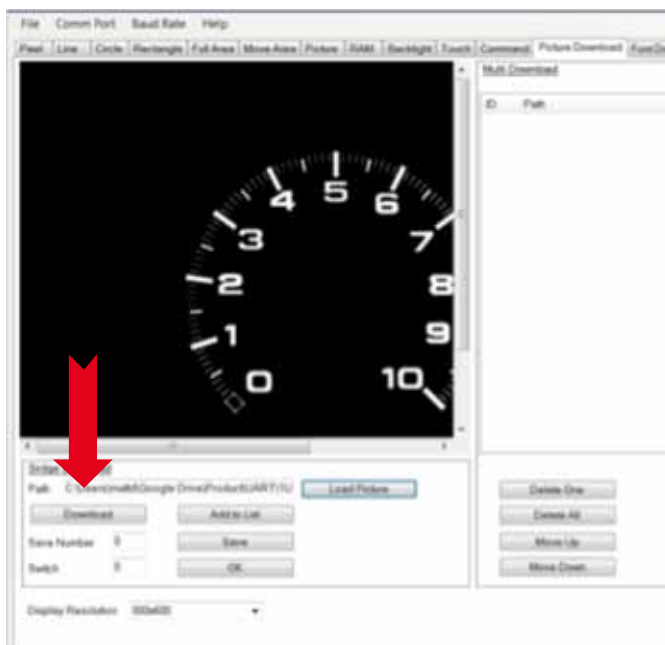 File Comm Port Baud Rate Help
Pixel Line Circle Rectangle Full Area Move Area Picture RAM Backlight Touch Command Picture Download
Multi Download
ID Path
0
1
2
3
4
5
6
7
8
9
10
Path
Load Picture
Download
Add to List
Save Number 0
Save
Switch 0
OK
Display Resolution 800x600
Delete One
Delete All
Move Up
Move Down